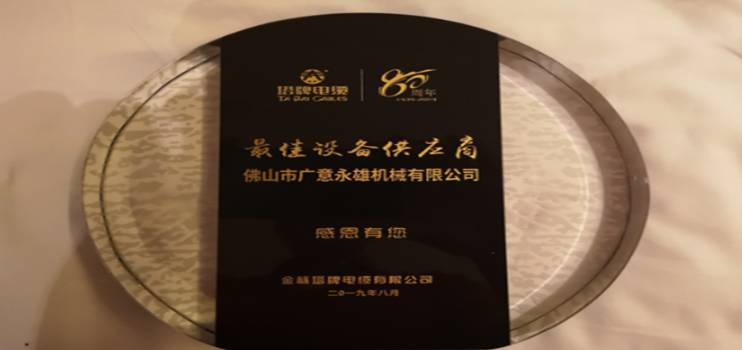 塔牌电缆
TA PAI CABLES
80
周年
最佳设备供应商
佛山市广意永雄机械有限公司
感恩有您
金杯塔牌电缆有限公司
二〇一九年八月